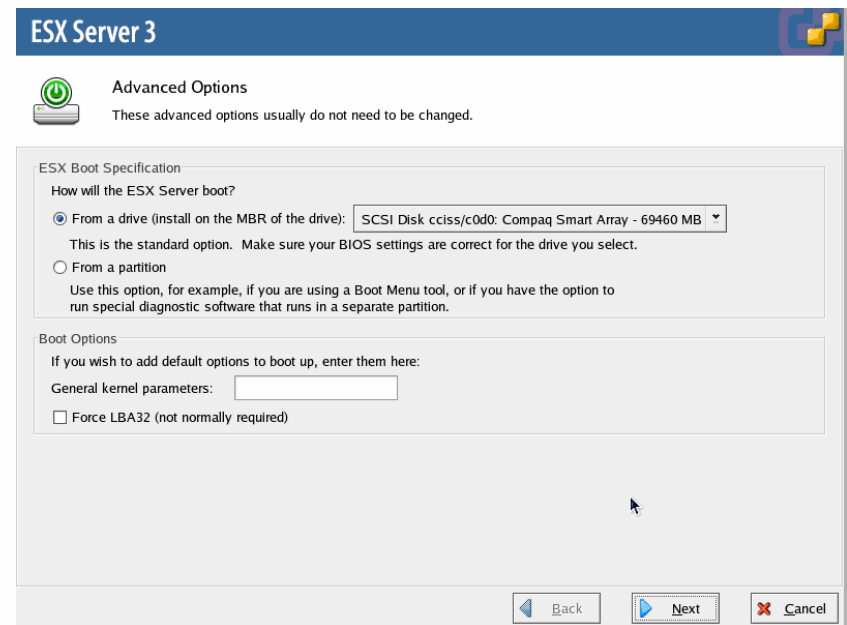 ESX Server 3
Advanced Options
These advanced options usually do not need to be changed.
ESX Boot Specification
How will the ESX Server boot?
From a drive (install on the MBR of the drive): SCSI Disk cciss/c0d0: Compaq Smart Array - 69460 MB
This is the standard option. Make sure your BIOS settings are correct for the drive you select.
From a partition
Use this option, for example, if you are using a Boot Menu tool, or if you have the option to
run special diagnostic software that runs in a separate partition.
Boot Options
If you wish to add default options to boot up, enter them here:
General kernel parameters:
Force LBA32 (not normally required)
Back Next Cancel